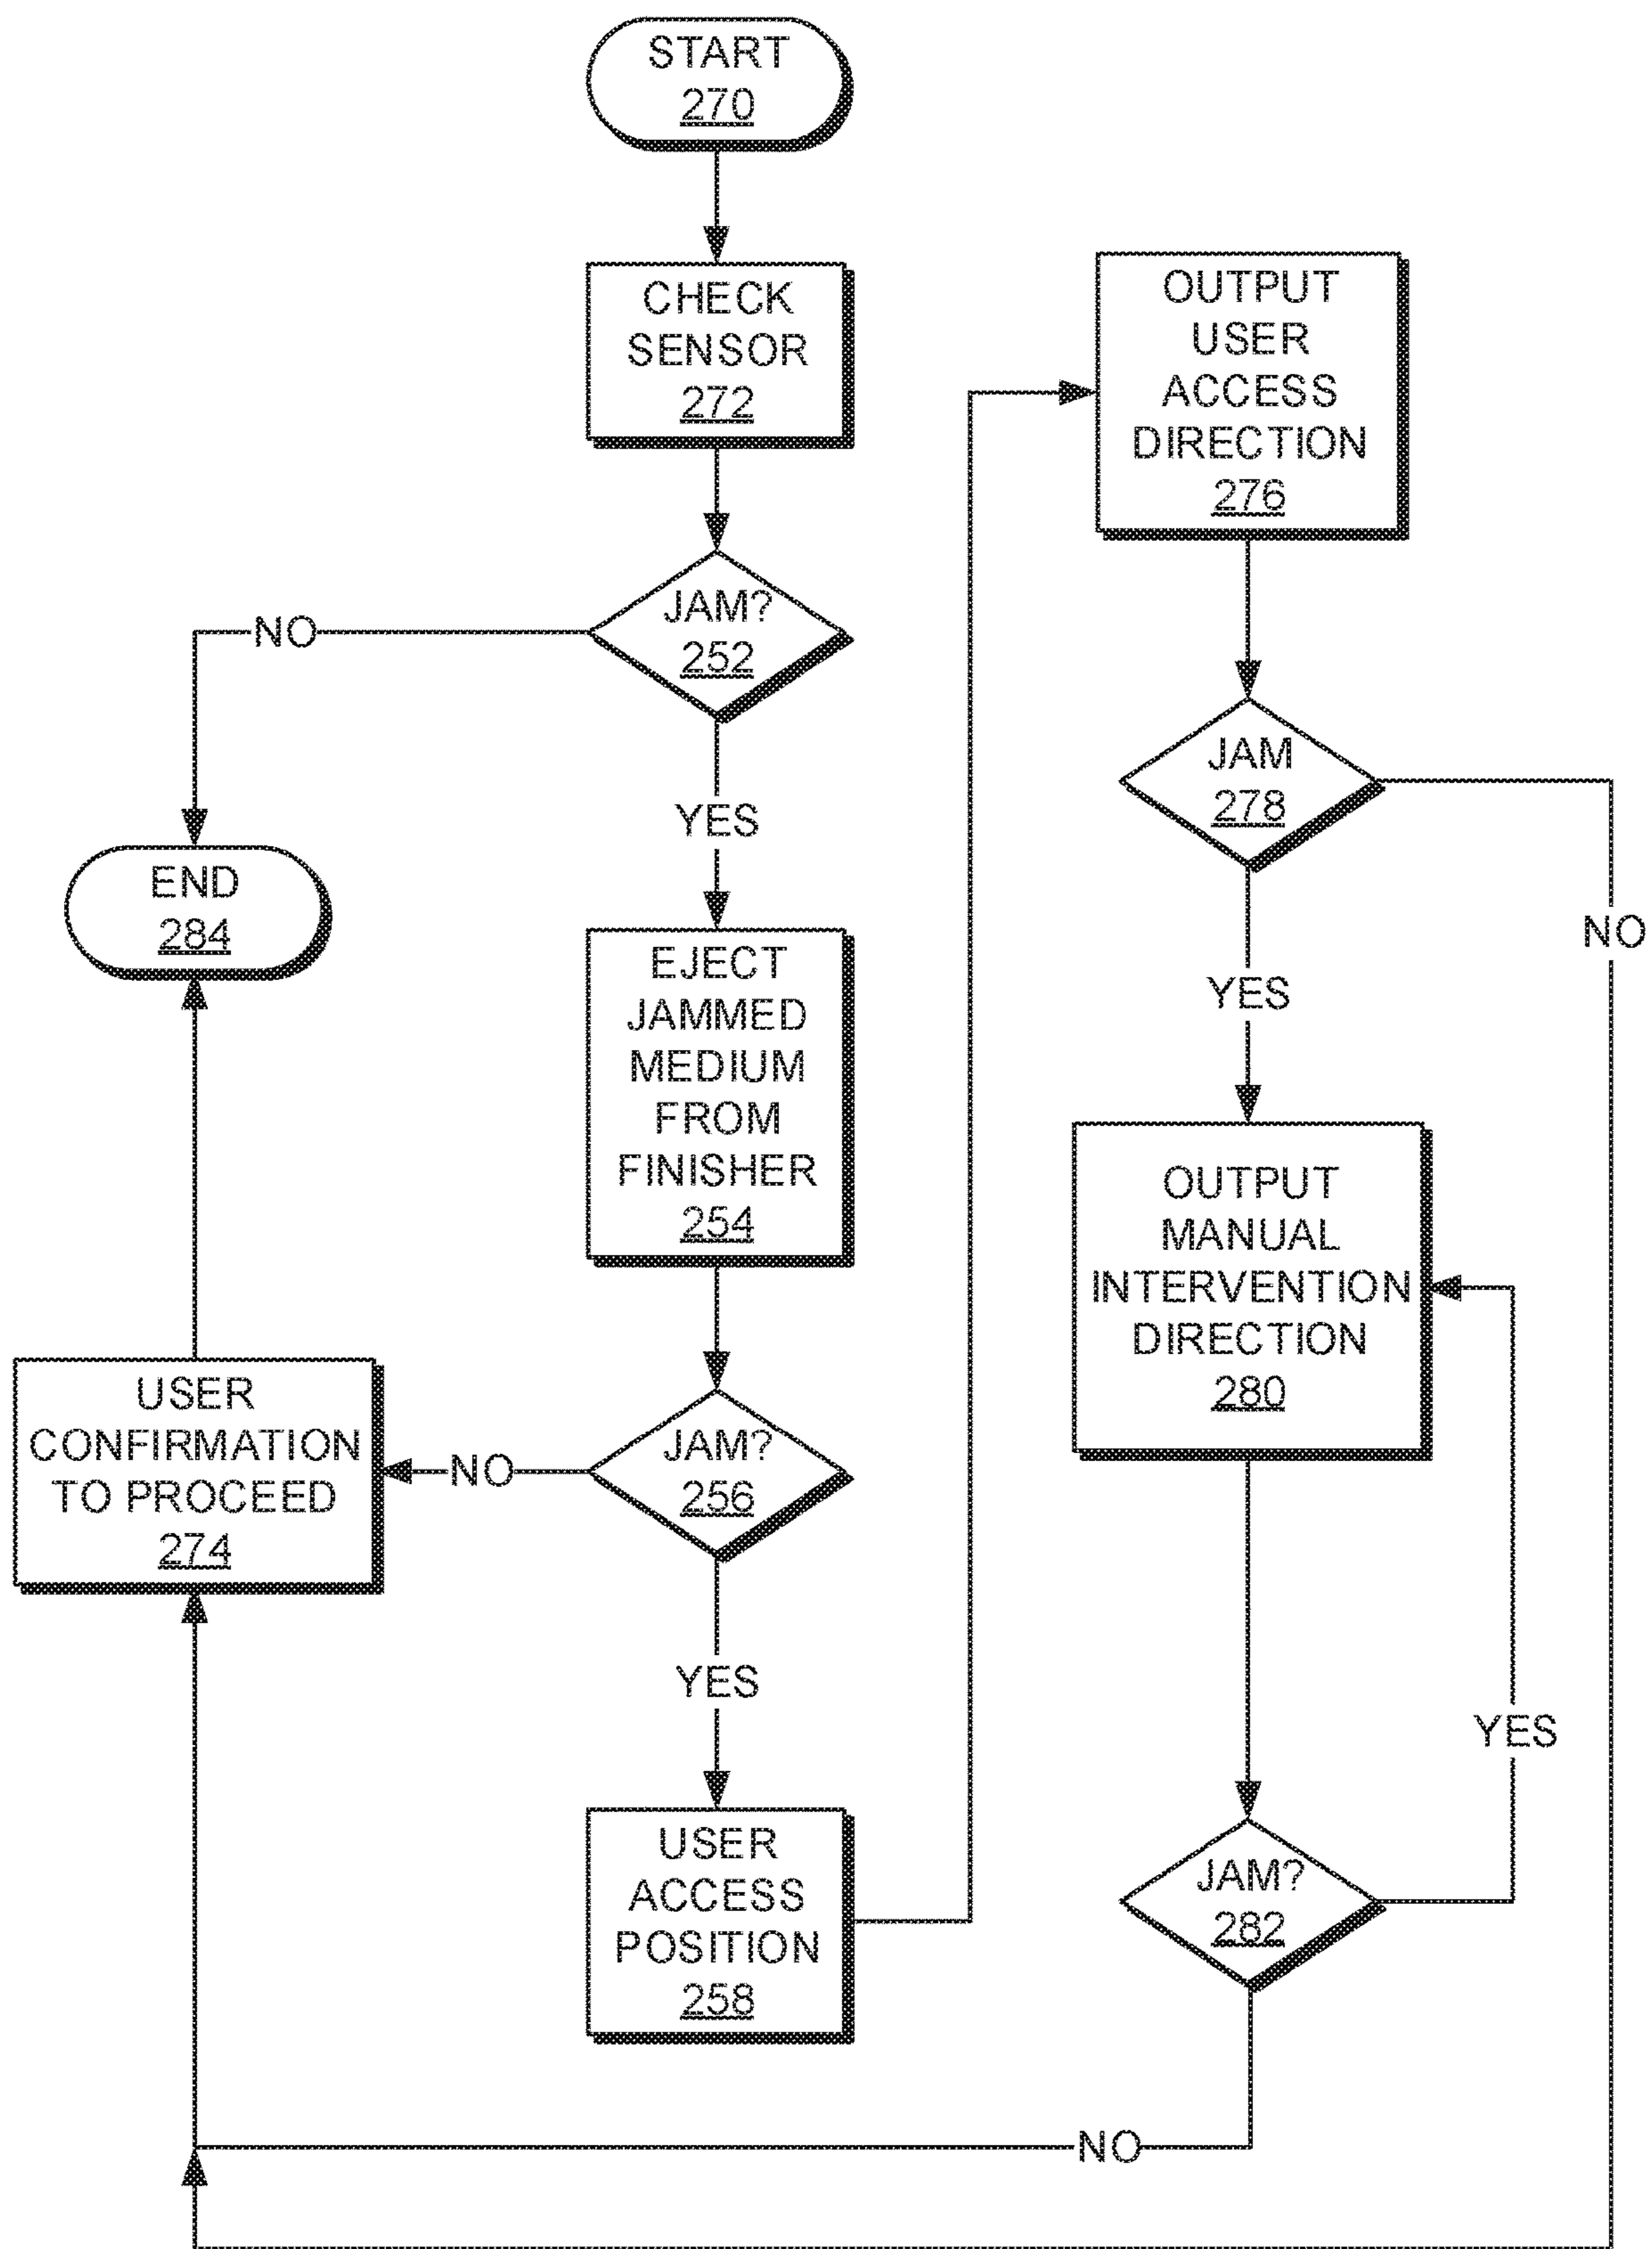 START
270
CHECK
SENSOR
272
JAM?
252
NO
YES
END
284
EJECT
JAMMED
MEDIUM
FROM
FINISHER
254
JAM?
256
NO
USER
CONFIRMATION
TO PROCEED
274
YES
USER
ACCESS
POSITION
258
OUTPUT
USER
ACCESS
DIRECTION
276
JAM
278
NO
YES
OUTPUT
MANUAL
INTERVENTION
DIRECTION
280
YES
JAM?
282
NO